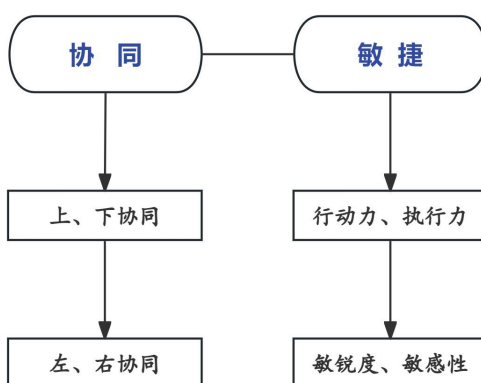 协 同
敏 捷
上、下协同
行动力、执行力
左、右协同
敏锐度、敏感性